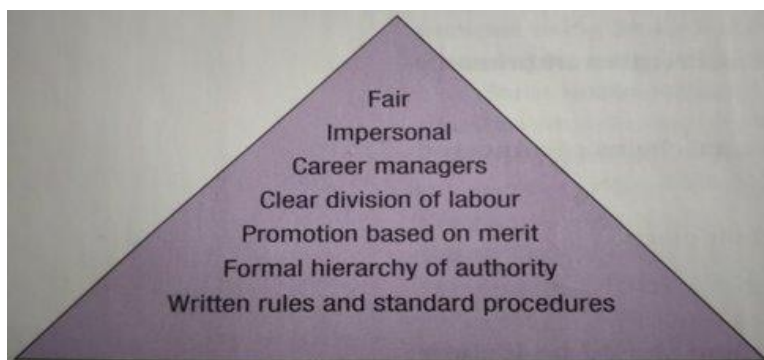 Fair
Impersonal
Career managers
Clear division of labour
Promotion based on merit
Formal hierarchy of authority
Written rules and standard procedures